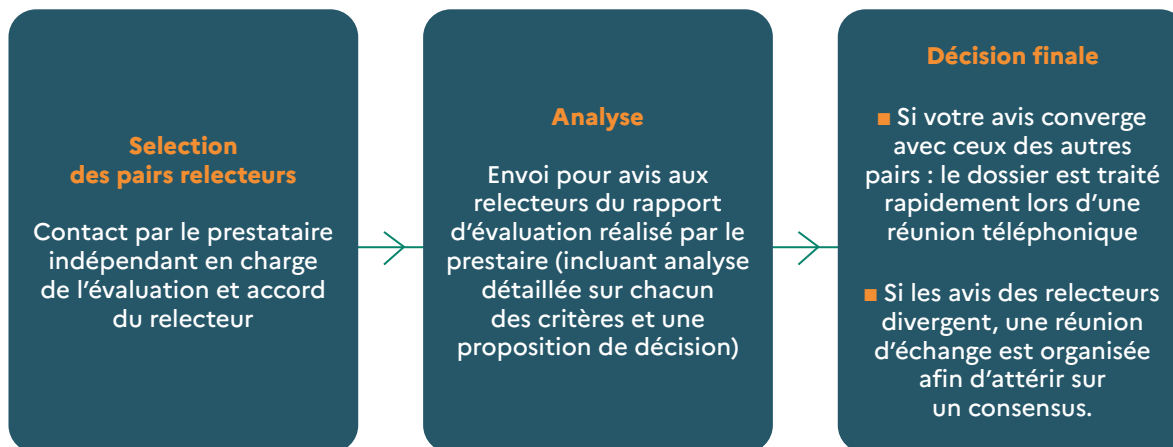 Selection
des pairs relecteurs
Contact par le prestataire
indépendant en charge
de l'évaluation et accord
du relecteur
Analyse
Envoi pour avis aux
relecteurs du rapport
d'évaluation réalisé par le
prestaire (incluant analyse
détaillée sur chacun
des critères et une
proposition de décision)
Décision finale
■ Si votre avis converge
avec ceux des autres
pairs : le dossier est traité
rapidement lors d'une
réunion téléphonique
■ Si les avis des relecteurs
divergent, une réunion
d'échange est organisée
afin d'attérir sur
un consensus.